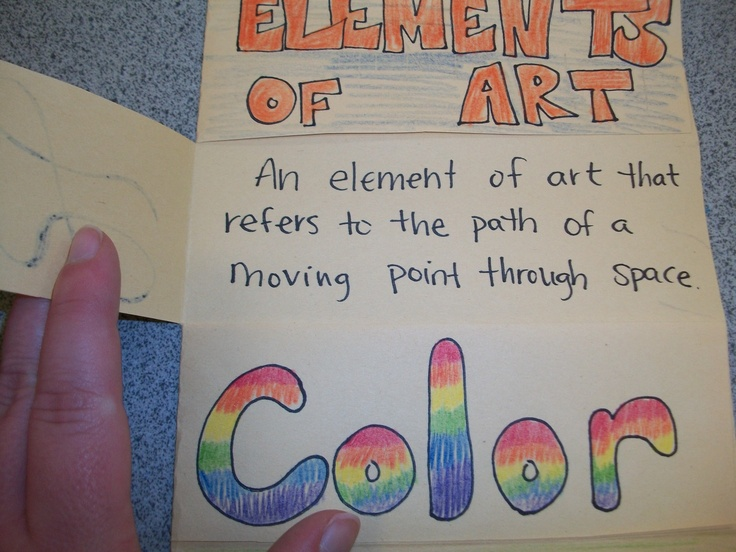 ELEMENTS
OF ART
An element of art that
refers to the path of a
moving point through space.
Color